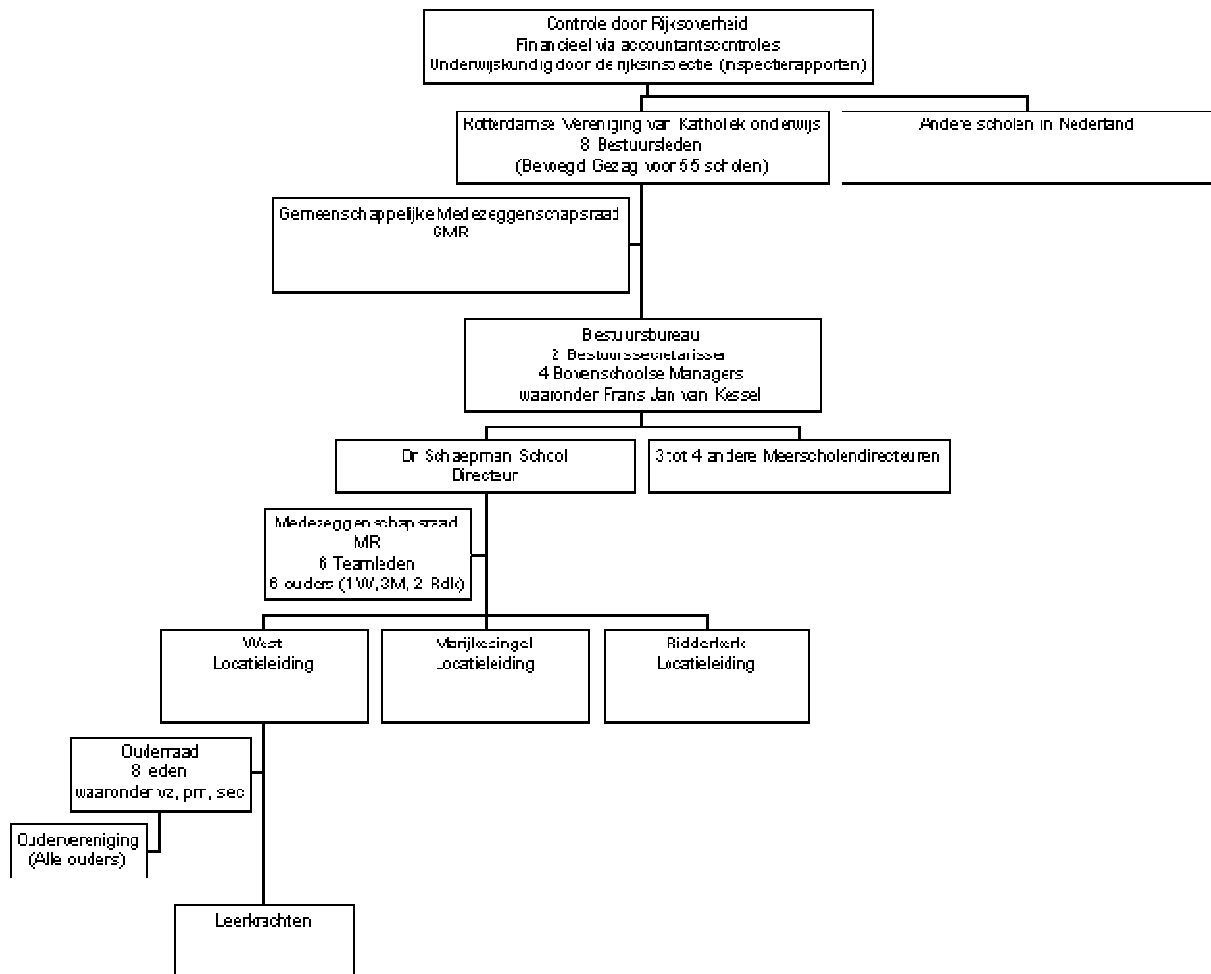 Controle door Rijksoverheid
Financieel via accountantscontroles
Onderwijskundig door de rijksinspectie (inspectierapporten)
Rotterdamse Vereniging van Katholiek onderwijs
8 Bestuursleden
(Bevoegd Gezag voor 55 scholen)
Andere scholen in Nederland
Gemeenschappelijke Medezeggenschapsraad
GMR
Bestuursbureau
2 Bestuurssecretarissen
4 Bovenschoolse Managers
waaronder Frans Jan van Kessel
Dr Schaepman School
Directeur
3 tot 4 andere Meerscholendirecteuren
Medezeggenschapsraad
MR
6 Teamleden
6 ouders (1W, 3M, 2 Rdk)
West
Locatieleiding
Marijkesingel
Locatieleiding
Ridderkerk
Locatieleiding
Ouderraad
8 leden
waaronder vz, pm, sec
Oudervereniging
(Alle ouders)
Leerkrachten